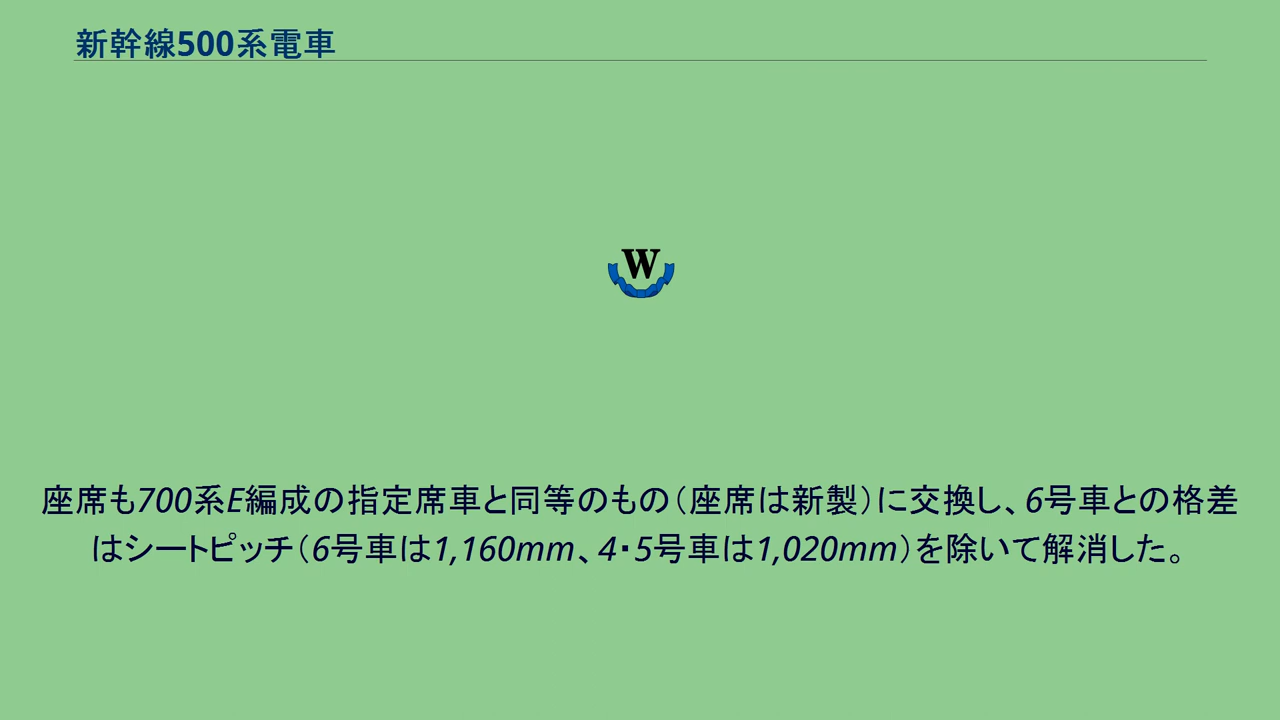 新幹線500系電車
W
座席も700系E編成の指定席車と同等のもの（座席は新製）に交換し、6号車との格差
はシートピッチ（6号車は1,160mm、4・5号車は1,020mm）を除いて解消した。